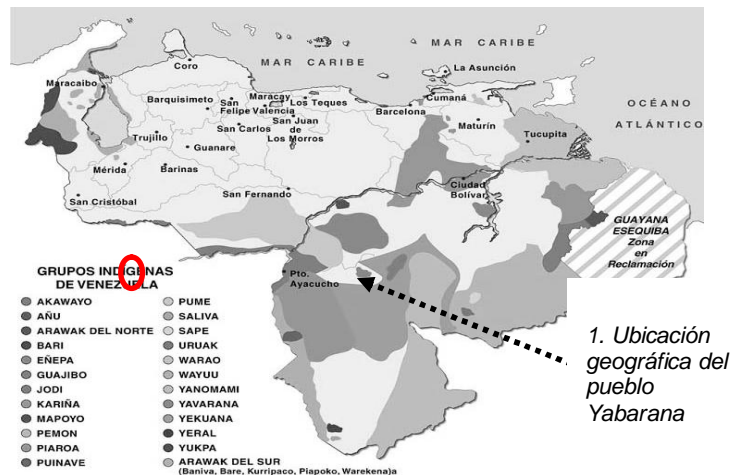 MAR CARIBE
MAR CARIBE
Coro
La Asunción
Maracaibo
Barquisimeto
San Felipe
Valencia
Maracay
Los Teques
Cumaná
Barcelona
OCÉANO
ATLÁNTICO
San Carlos
San Juan
de
Los Morros
Maturín
Tucupita
Trujillo
Guanare
Mérida
Barinas
San Cristóbal
San Fernando
Ciudad
Bolívar
GUAYANA
ESEQUIBA
Zona
en
Reclamación
Pto.
Ayacucho
GRUPOS INDIGENAS
DE VENEZUELA
AKAWAYO
AÑU
ARAWAK DEL NORTE
BARI
EÑEPA
GUAJIBO
JODI
KARIÑA
MAPOYO
PEMON
PIAROA
PUINAVE
PUME
SALIVA
SAPE
URUAK
WARAO
WAYUU
YANOMAMI
YAVARANA
YEKUANA
YERAL
YUKPA
ARAWAK DEL SUR
(Baniva, Bare, Kurripaco, Piapoko, Warekena)a
1. Ubicación
geográfica del
pueblo
Yabarana